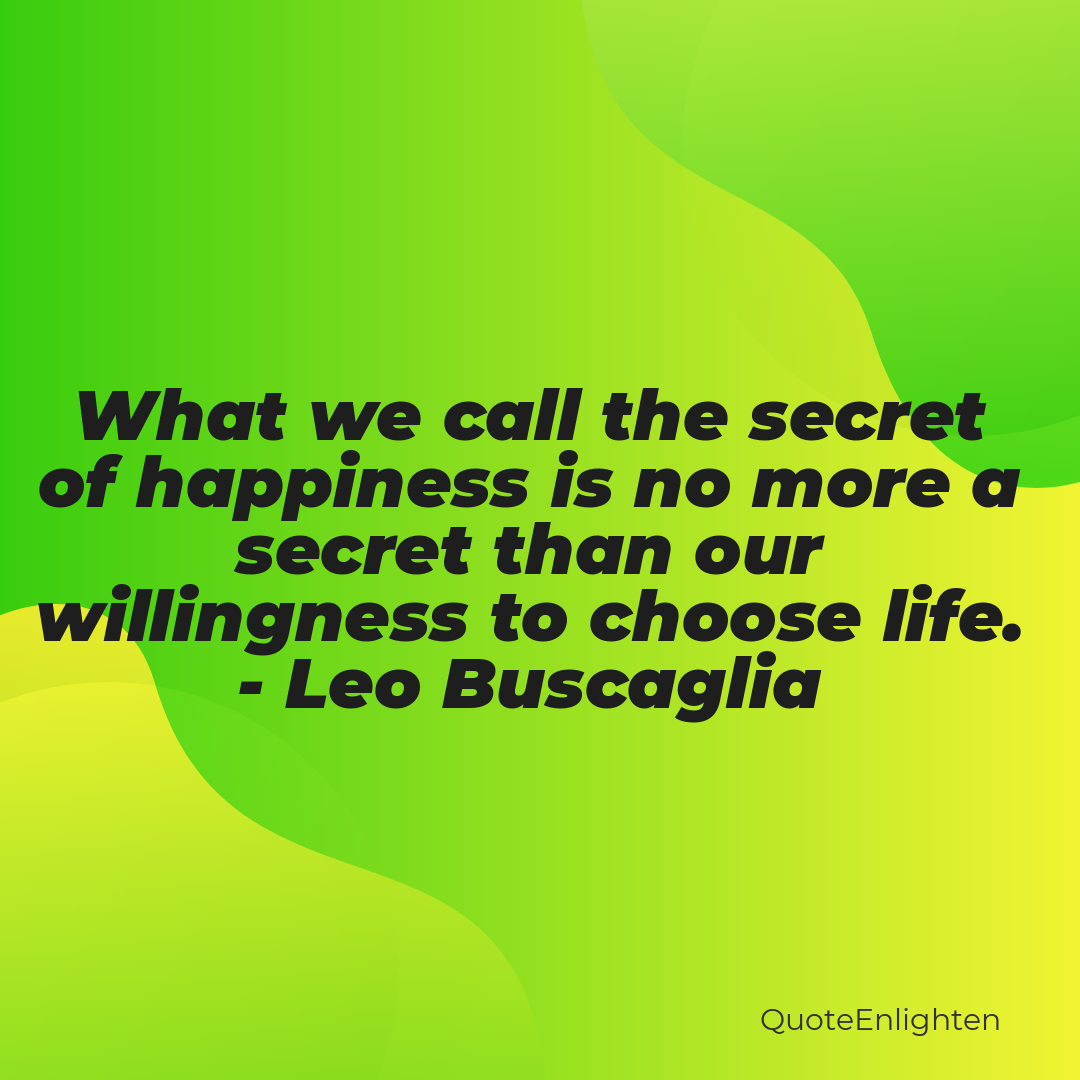 What we call the secret
of happiness is no more a
secret than our
willingness to choose life.
- Leo Buscaglia
QuoteEnlighten